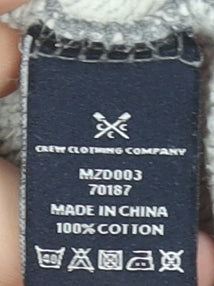 CREW CLOTHING COMPANY
MZD003
70187
MADE IN CHINA
100% COTTON
40